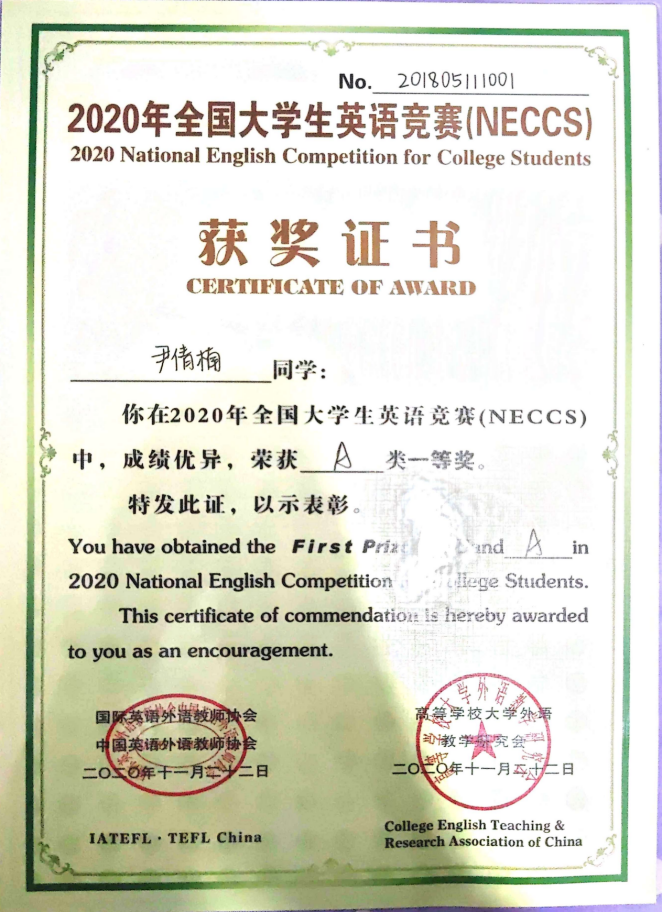 No. 201805111001
2020年全国大学生英语竞赛(NECCS)
2020 National English Competition for College Students
获奖证书
CERTIFICATE OF AWARD
尹倩楠同学:
你在2020年全国大学生英语竞赛(NECCS)
中，成绩优异，荣获 A 类一等奖。
特发此证，以示表彰。
You have obtained the First and A in
2020 National English Competition College Students.
This certificate of commendation is hereby awarded
to you as an encouragement.
国际英语外语教师协会
中国英语外语教师协会
二〇二〇年十一月二十二日
IATEFL · TEFL China
高等学校大学外语
教学研究会
二〇二〇年十一月二十二日
College English Teaching &
Research Association of China